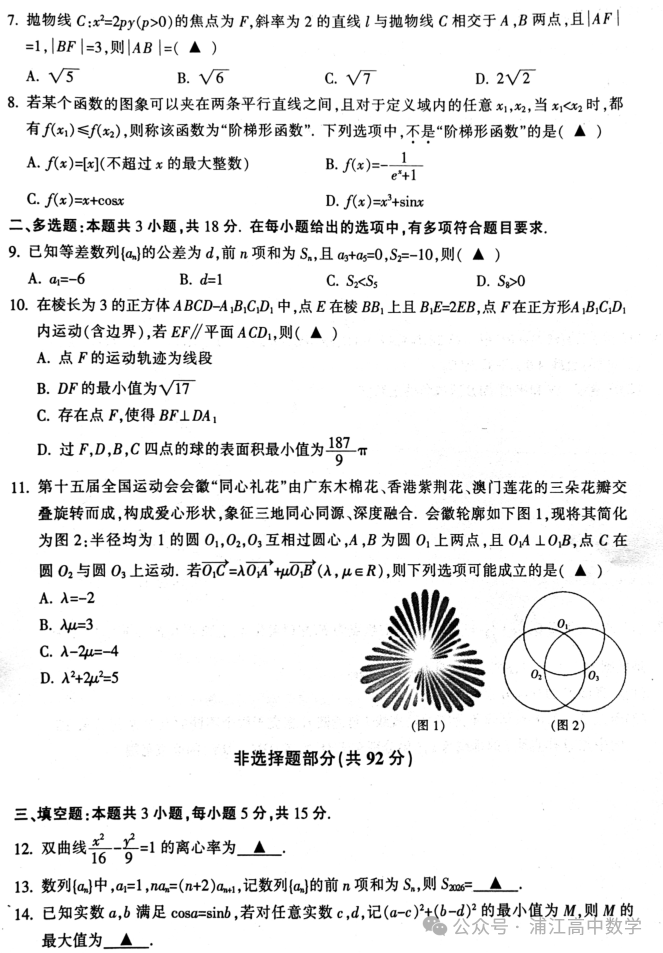 7. 抛物线 C:x²=2py(p>0)的焦点为 F,斜率为 2 的直线 l 与抛物线 C 相交于 A,B 两点,且|AF|
=1,|BF|=3,则|AB|=( ▲ )
A. √5 B. √6 C. √7 D. 2√2
8. 若某个函数的图象可以夹在两条平行直线之间,且对于定义域内的任意 x₁,x₂,当 x₁<x₂ 时,都
有 f(x₁)≤f(x₂),则称该函数为“阶梯形函数”. 下列选项中,不是“阶梯形函数”的是( ▲ )
A. f(x)=[x](不超过 x 的最大整数) B. f(x)=-1/(eˣ+1)
C. f(x)=x+cosx D. f(x)=x³+sinx
二、多选题:本题共 3 小题,共 18 分. 在每小题给出的选项中,有多项符合题目要求.
9. 已知等差数列{aₙ}的公差为 d,前 n 项和为 Sₙ,且 a₃+a₅=0,S₂=-10,则( ▲ )
A. a₁=-6 B. d=1 C. S₂<S₅ D. S₈>0
10. 在棱长为 3 的正方体 ABCD-A₁B₁C₁D₁ 中,点 E 在棱 BB₁ 上且 B₁E=2EB,点 F 在正方形A₁B₁C₁D₁
内运动(含边界),若 EF∥平面 ACD₁,则( ▲ )
A. 点 F 的运动轨迹为线段
B. DF 的最小值为√17
C. 存在点 F,使得 BF⊥DA₁
D. 过 F,D,B,C 四点的球的表面积最小值为187/9 π
11. 第十五届全国运动会会徽“同心礼花”由广东木棉花、香港紫荆花、澳门莲花的三朵花瓣交
叠旋转而成,构成爱心形状,象征三地同心同源、深度融合. 会徽轮廓如下图 1,现将其简化
为图 2:半径均为 1 的圆 O₁,O₂,O₃ 互相过圆心,A,B 为圆 O₁ 上两点,且 O₁A⊥O₁B,点 C 在
圆 O₂ 与圆 O₃ 上运动. 若O₁C→=λO₁A→+μO₁B→(λ,μ∈R),则下列选项可能成立的是( ▲ )
A. λ=-2
B. λμ=3
C. λ-2μ=-4
D. λ²+2μ²=5
O₁
O₂ O₃
(图 1) (图 2)
非选择题部分(共 92 分)
三、填空题:本题共 3 小题,每小题 5 分,共 15 分.
12. 双曲线x²/16-y²/9=1 的离心率为 ▲ .
13. 数列{aₙ}中,a₁=1,naₙ=(n+2)aₙ₊₁,记数列{aₙ}的前 n 项和为 Sₙ,则 S₂₀₂₆= ▲ .
14. 已知实数 a,b 满足 cosa=sinb,若对任意实数 c,d,记(a-c)²+(b-d)² 的最小值为 M,则 M 的
最大值为 ▲ .
公众号 · 浦江高中数学